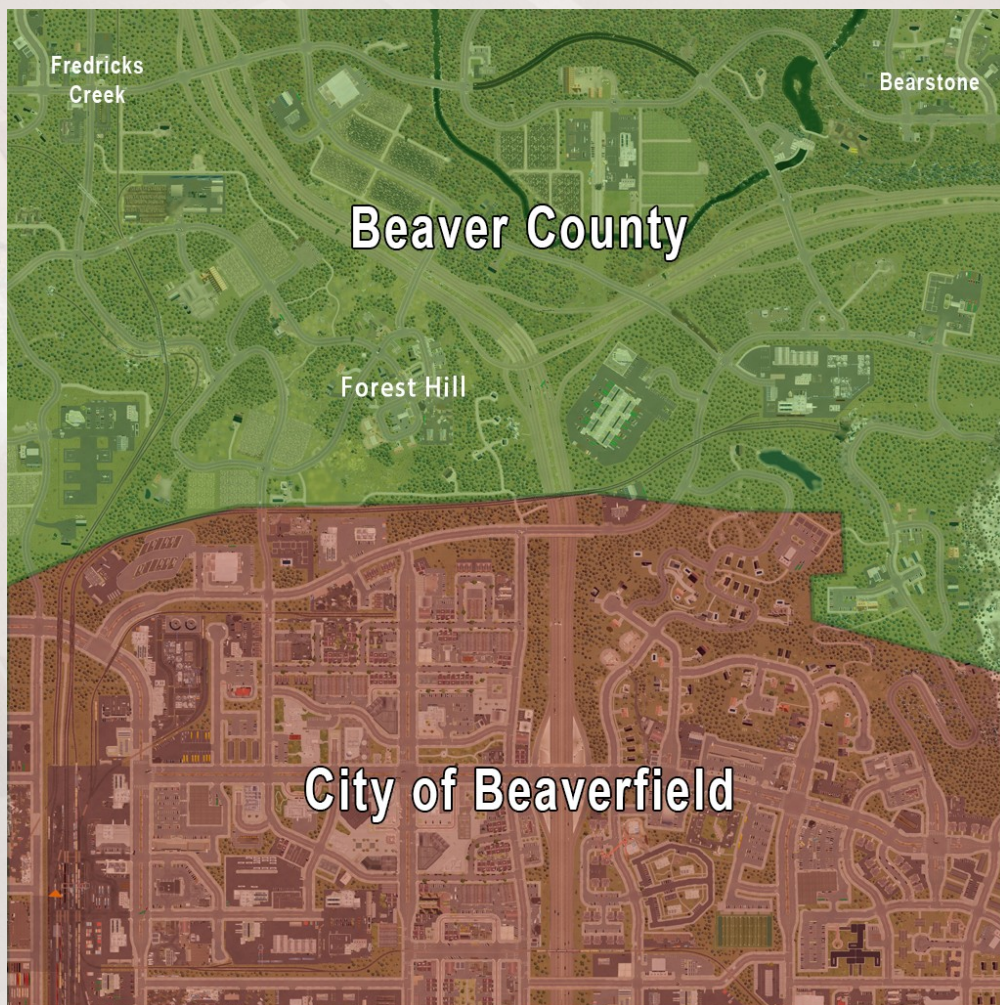 Fredricks
Creek
Bearstone
Beaver County
Forest Hill
City of Beaverfield